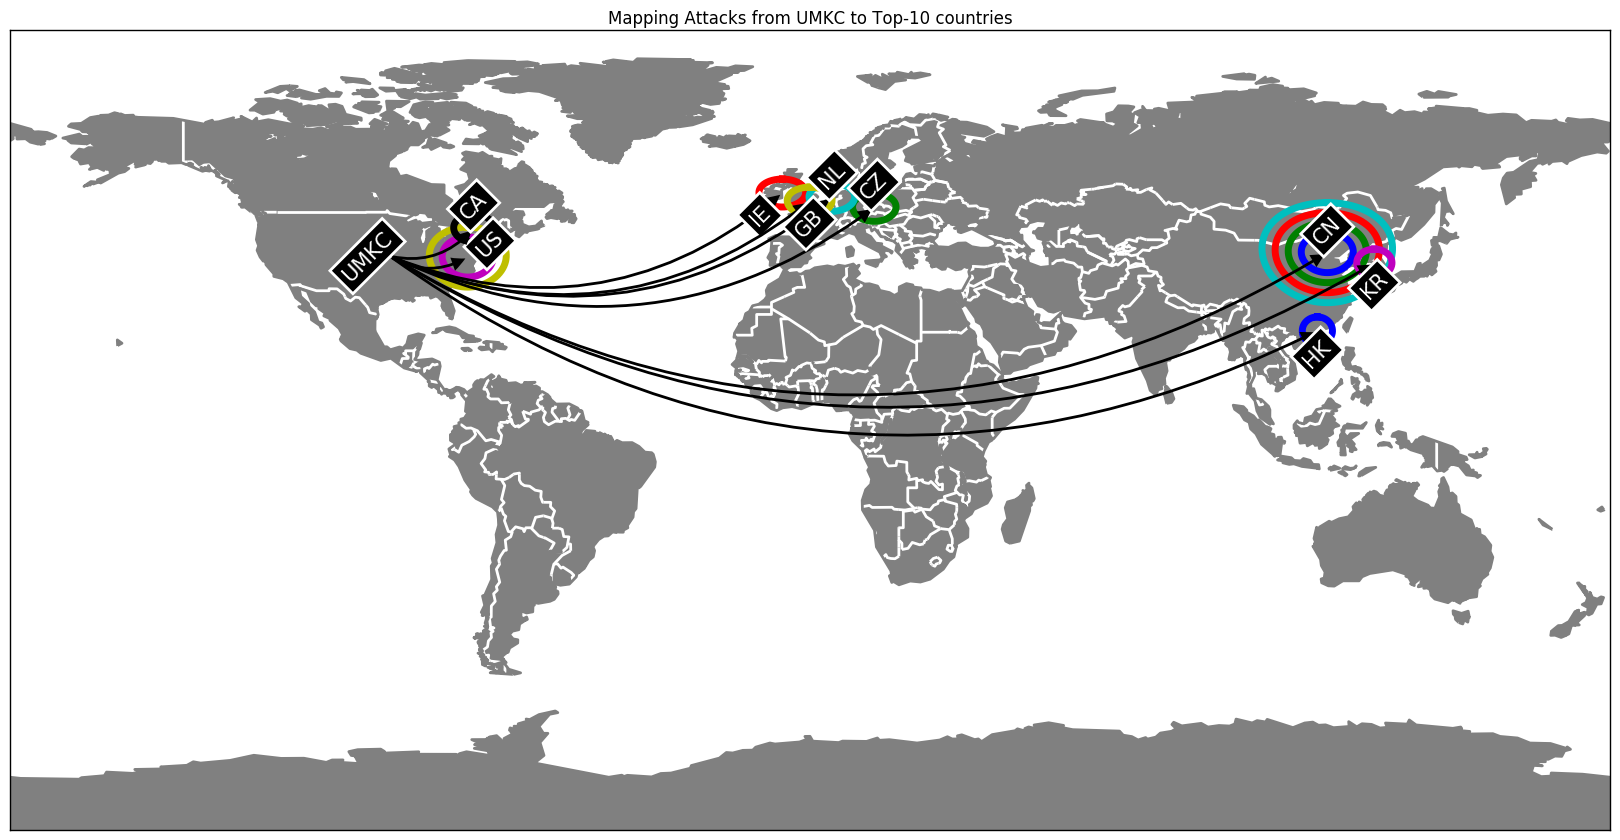 Mapping Attacks from UMKC to Top-10 countries
CA
US
UMKC
NL
CZ
IE
GB
CN
KR
HK